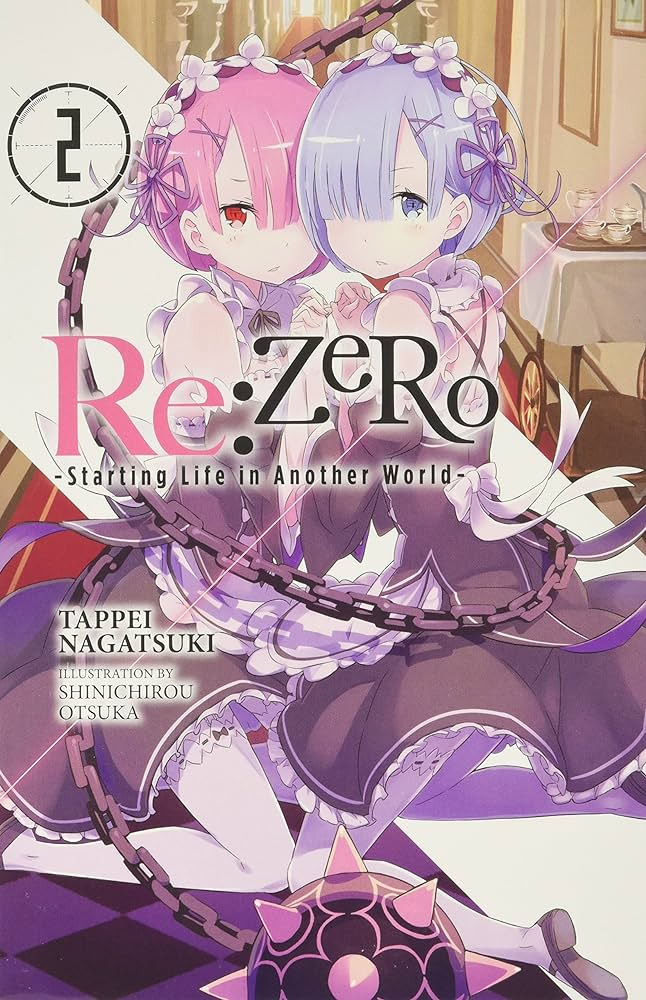 2
Re:ZeRo
-Starting Life in Another World-
TAPPEI
NAGATSUKI
ILLUSTRATION BY
SHINICHIROU
OTSUKA